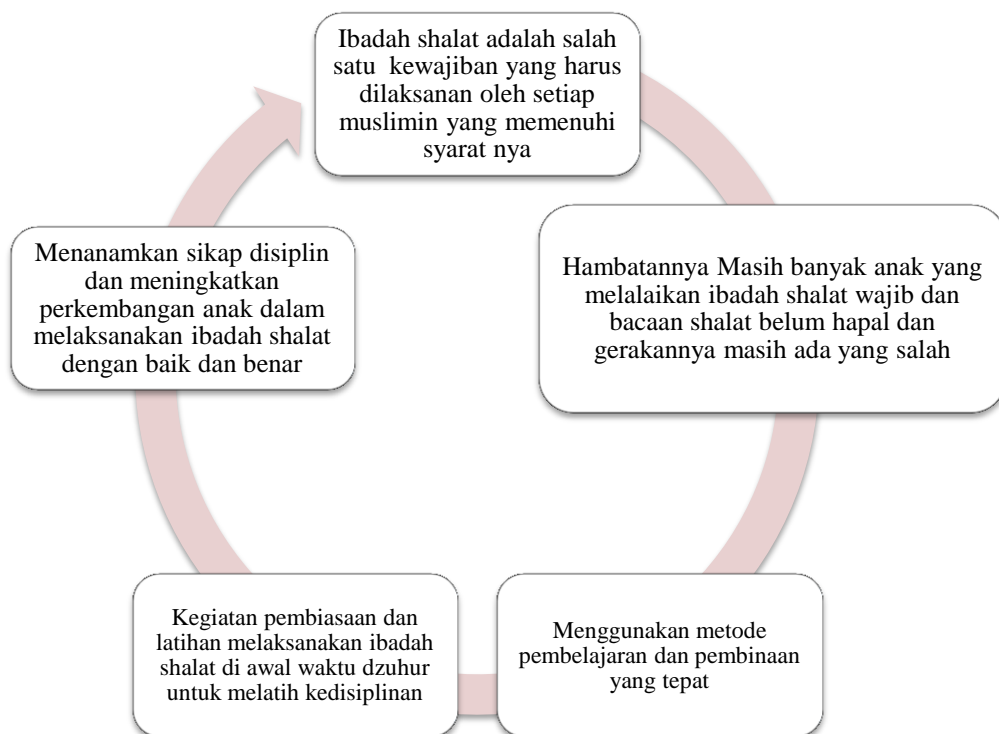 Ibadah shalat adalah salah
satu kewajiban yang harus
dilaksanan oleh setiap
muslimin yang memenuhi
syarat nya
Hambatannya Masih banyak anak yang
melalaikan ibadah shalat wajib dan
bacaan shalat belum hapal dan
gerakannya masih ada yang salah
Menggunakan metode
pembelajaran dan pembinaan
yang tepat
Kegiatan pembiasaan dan
latihan melaksanakan ibadah
shalat di awal waktu dzuhur
untuk melatih kedisiplinan
Menanamkan sikap disiplin
dan meningkatkan
perkembangan anak dalam
melaksanakan ibadah shalat
dengan baik dan benar